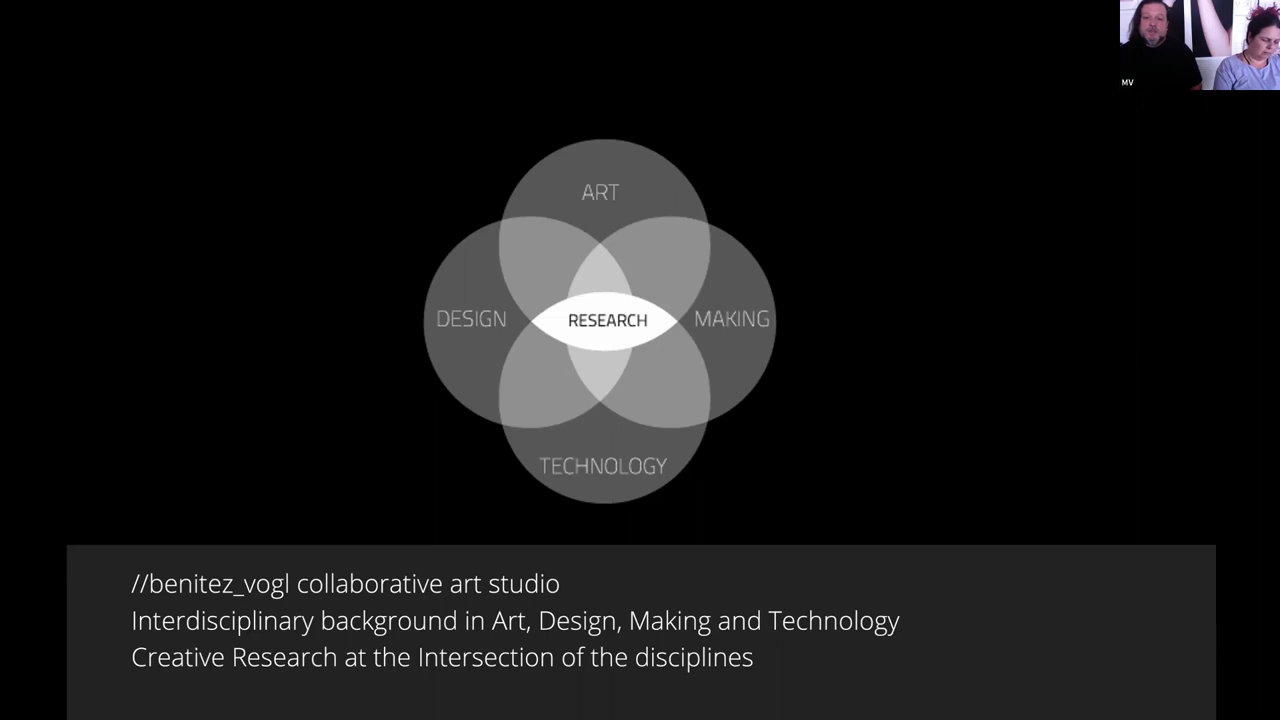 MV
ART
DESIGN
RESEARCH
MAKING
TECHNOLOGY
//benitez_vogl collaborative art studio
Interdisciplinary background in Art, Design, Making and Technology
Creative Research at the Intersection of the disciplines